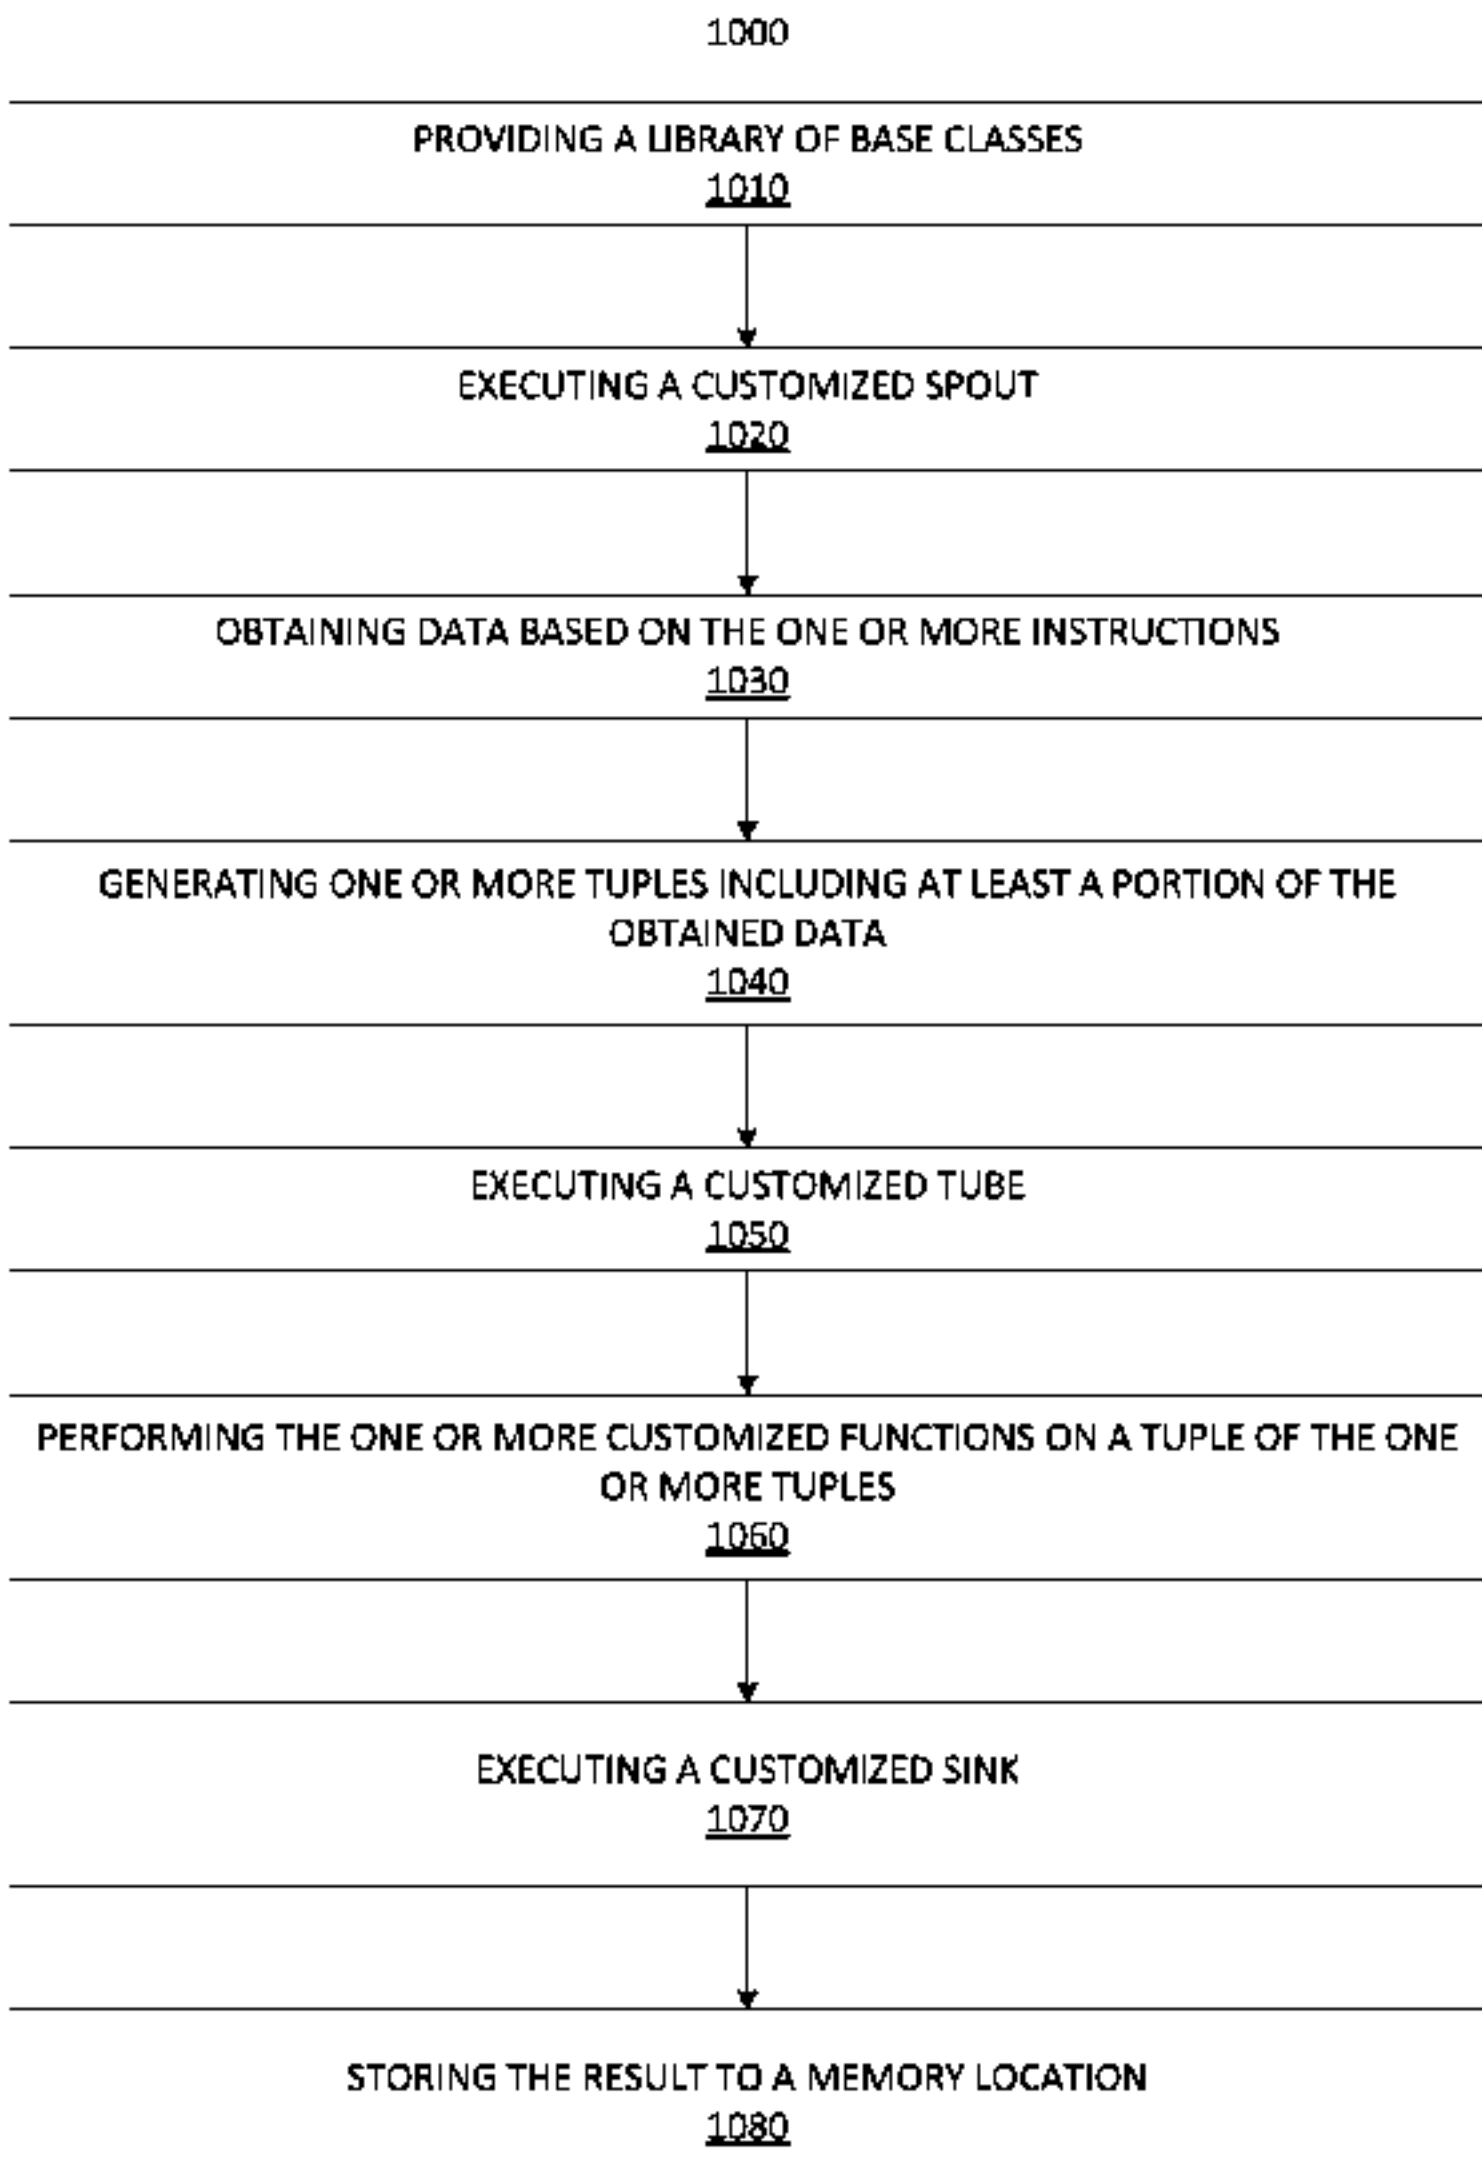 1000
PROVIDING A LIBRARY OF BASE CLASSES
1010
EXECUTING A CUSTOMIZED SPOUT
1020
OBTAINING DATA BASED ON THE ONE OR MORE INSTRUCTIONS
1030
GENERATING ONE OR MORE TUPLES INCLUDING AT LEAST A PORTION OF THE
OBTAINED DATA
1040
EXECUTING A CUSTOMIZED TUBE
1050
PERFORMING THE ONE OR MORE CUSTOMIZED FUNCTIONS ON A TUPLE OF THE ONE
OR MORE TUPLES
1060
EXECUTING A CUSTOMIZED SINK
1070
STORING THE RESULT TO A MEMORY LOCATION
1080